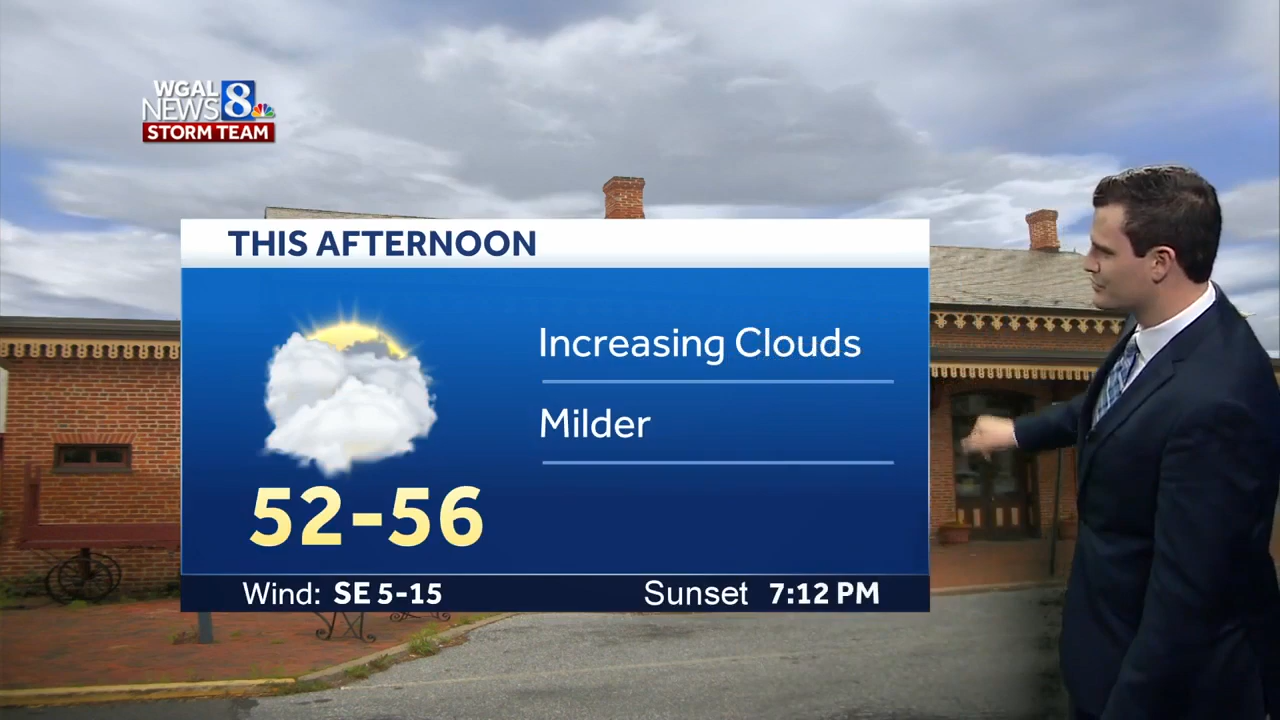 WGAL
NEWS 8
STORM TEAM
THIS AFTERNOON
Increasing Clouds
Milder
52-56
Wind: SE 5-15 Sunset 7:12 PM